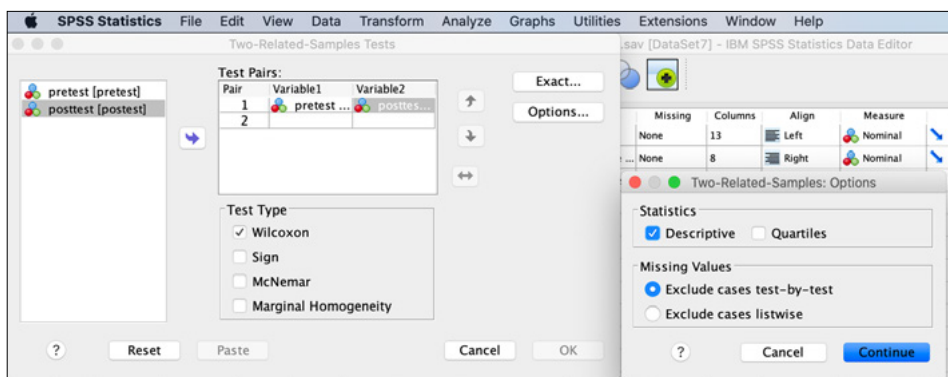 SPSS Statistics File Edit View Data Transform Analyze Graphs Utilities Extensions Window Help
Two-Related-Samples Tests
.sav [DataSet7] - IBM SPSS Statistics Data Editor
pretest [pretest]
posttest [postest]
Test Pairs:
Pair Variable1 Variable2
1 pretest ... posttes...
2
Exact...
Options...
Test Type
Wilcoxon
Sign
McNemar
Marginal Homogeneity
? Reset Paste Cancel OK
Missing Columns Align Measure
None 13 Left Nominal
... None 8 Right Nominal
Two-Related-Samples: Options
Statistics
Descriptive Quartiles
Missing Values
Exclude cases test-by-test
Exclude cases listwise
? Cancel Continue